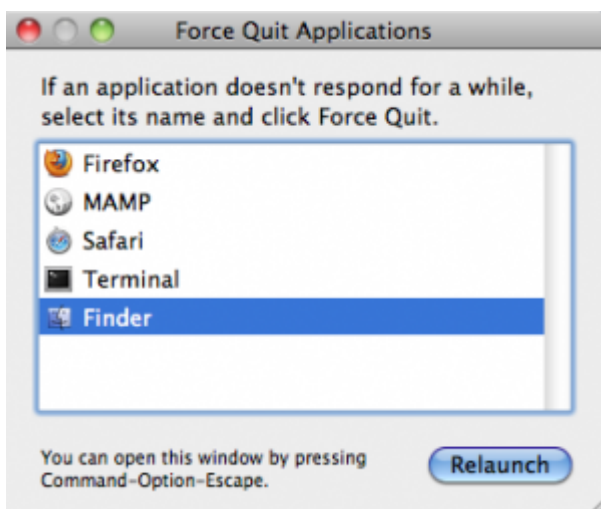 Force Quit Applications
If an application doesn't respond for a while,
select its name and click Force Quit.
Firefox
MAMP
Safari
Terminal
Finder
You can open this window by pressing
Command-Option-Escape.
Relaunch